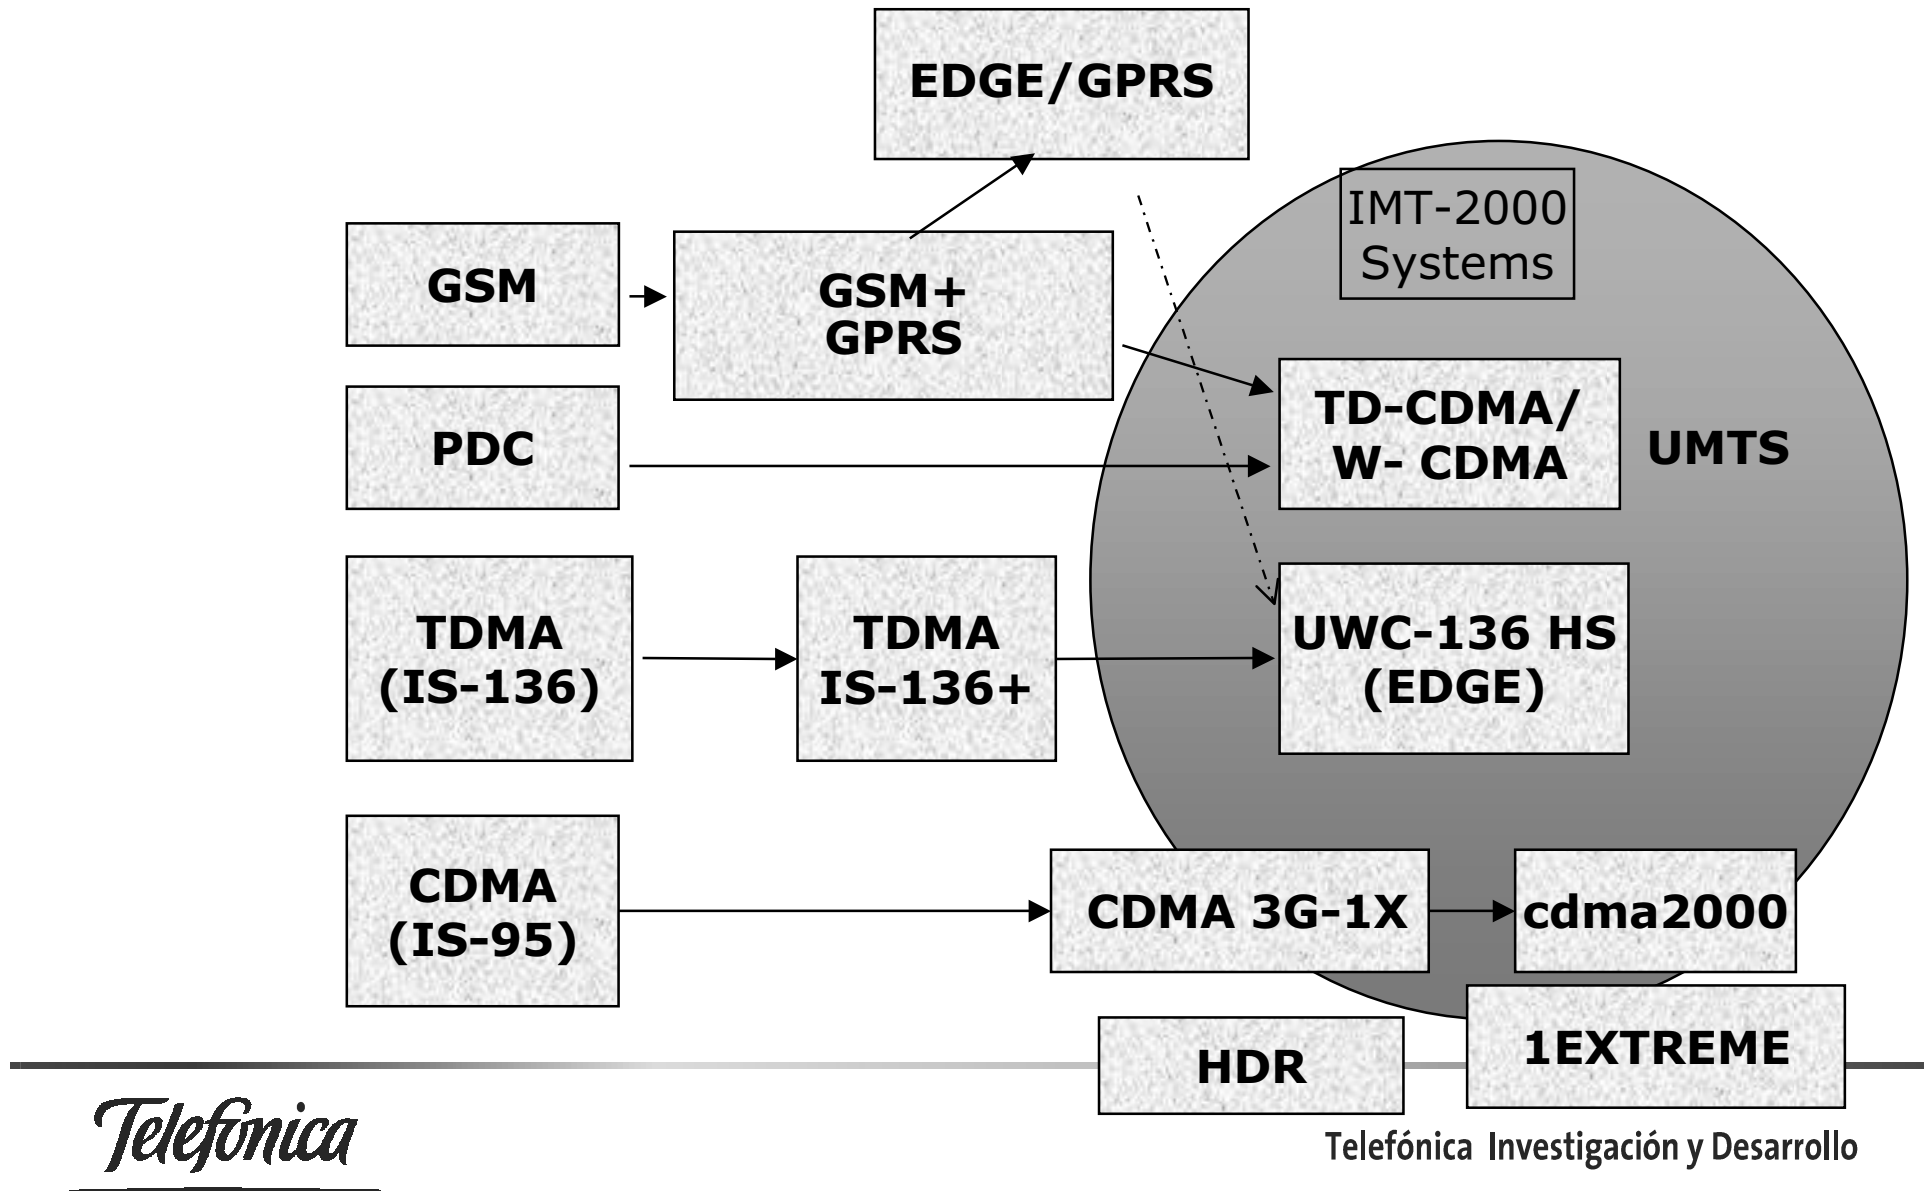 EDGE/GPRS
IMT-2000
Systems
GSM
GSM+
GPRS
PDC
TD-CDMA/
W- CDMA
UMTS
TDMA
(IS-136)
TDMA
IS-136+
UWC-136 HS
(EDGE)
CDMA
(IS-95)
CDMA 3G-1X
cdma2000
HDR
1EXTREME
Telefónica
Telefónica Investigación y Desarrollo